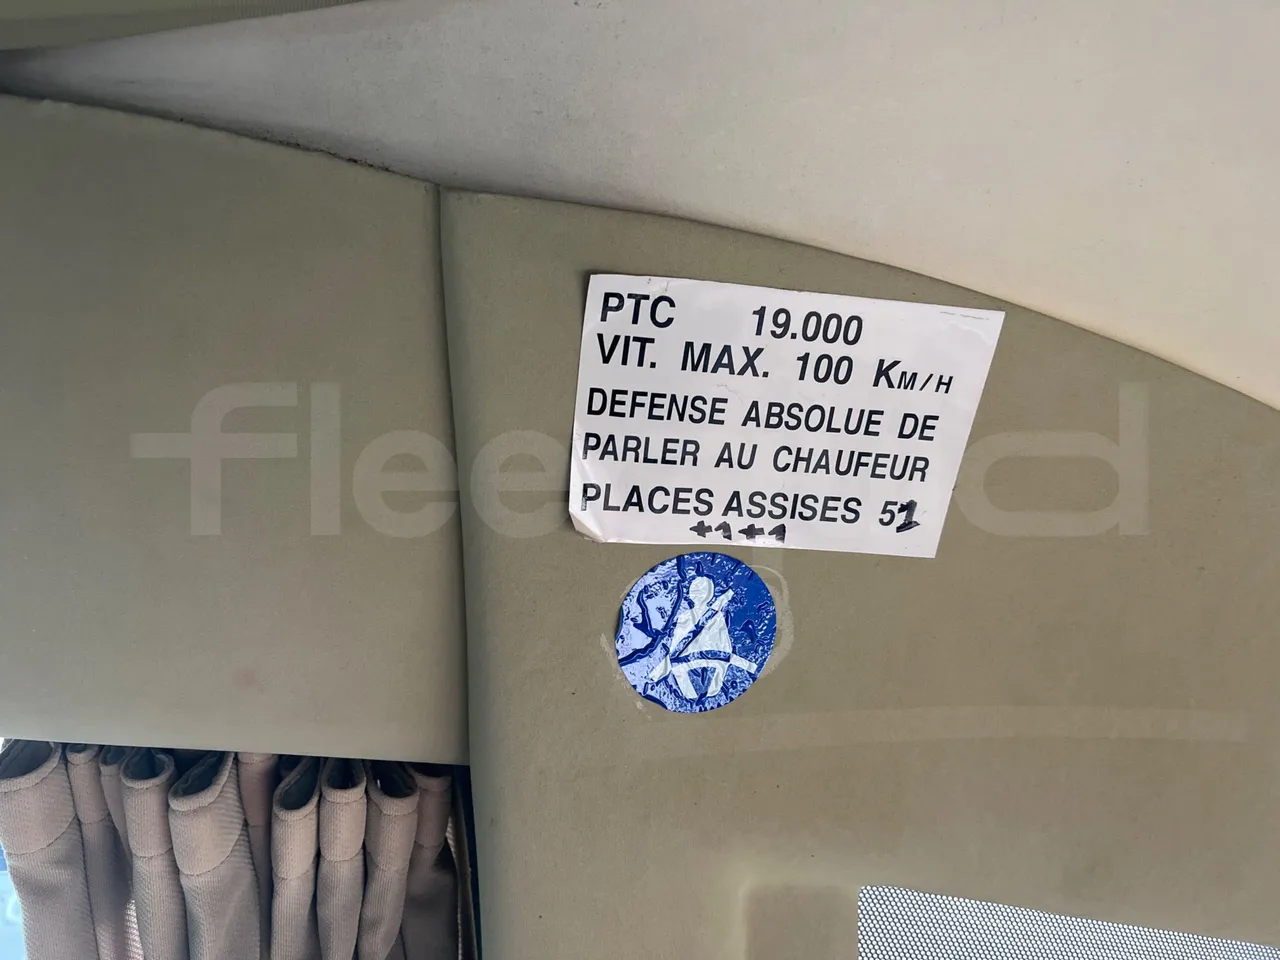 PTC 19.000
VIT. MAX. 100 KM/H
DEFENSE ABSOLUE DE
PARLER AU CHAUFEUR
PLACES ASSISES 51
+1+1